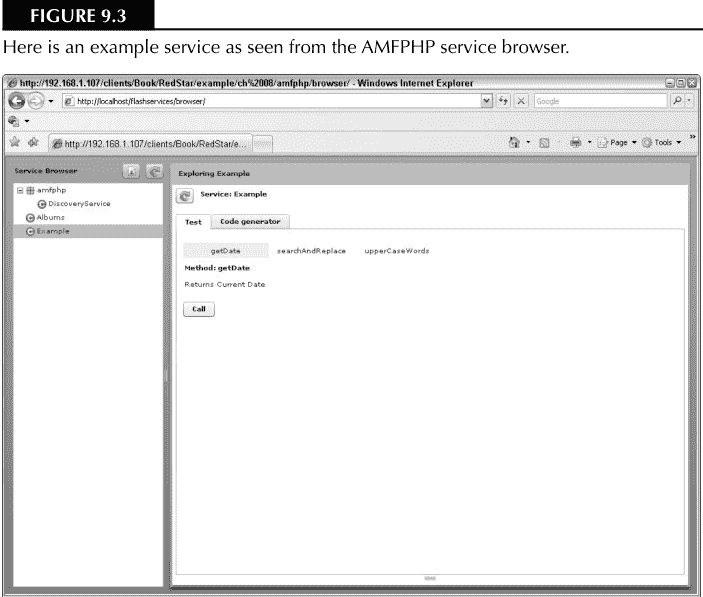 FIGURE 9.3
Here is an example service as seen from the AMFPHP service browser.
http://192.168.1.107/clients/Book/RedStar/example/ch%2008/amfphp/browser/ - Windows Internet Explorer
http://localhost/flashservices/browser/
Google
http://192.168.1.107/clients/Book/RedStar/e...
Page
Tools
»
Service Browser
Exploring Example
amfphp
DiscoveryService
Albums
Example
Service: Example
Test
Code generator
getDate
searchAndReplace
upperCaseWords
Method: getDate
Returns Current Date
Call